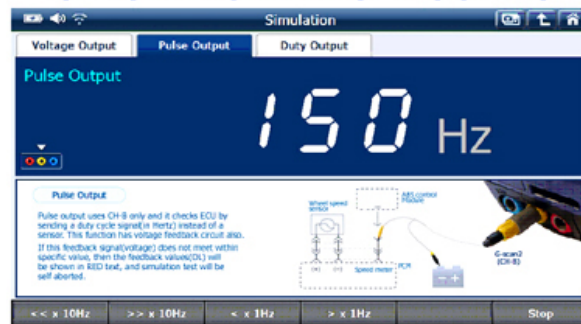 Simulation
Voltage Output
Pulse Output
Duty Output
Pulse Output
150 Hz
Pulse Output
Pulse output uses CH-B only and it checks ECU by
sending a duty cycle signal(in Hertz) instead of a
sensor. This function has voltage feedback circuit also.
If this feedback signal(voltage) does not meet within
specific value, then the feedback values(DL) will
be shown in RED text, and simulation test will be
self aborted.
Wheel speed
sensor
ABS control
module
(+)
(-)
Speed meter
PCM
G-scan2
(CH-B)
<< x 10Hz
>> x 10Hz
< x 1Hz
> x 1Hz
Stop